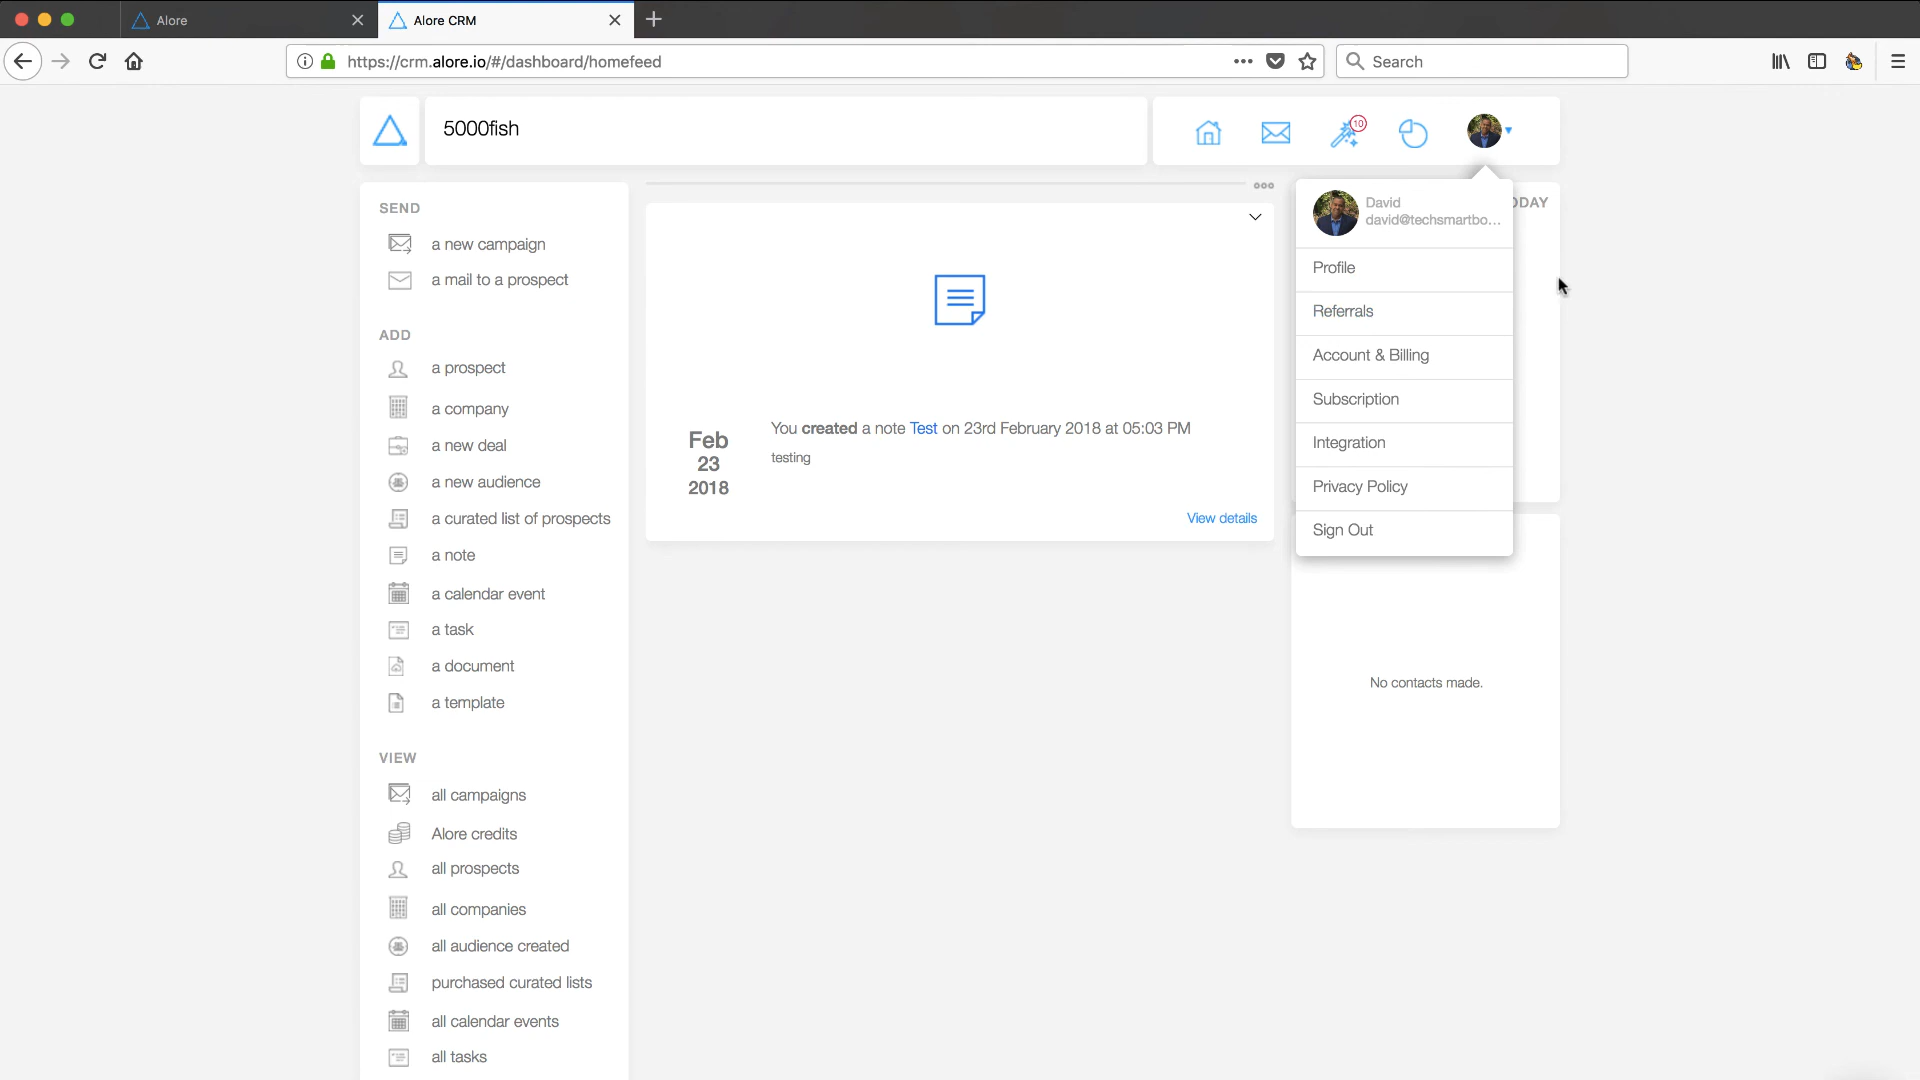 Alore
Alore CRM
https://crm.alore.io/#/dashboard/homefeed
Search
5000fish
10
SEND
a new campaign
a mail to a prospect
ADD
a prospect
a company
a new deal
a new audience
a curated list of prospects
a note
a calendar event
a task
a document
a template
VIEW
all campaigns
Alore credits
all prospects
all companies
all audience created
purchased curated lists
all calendar events
all tasks
Feb
23
2018
You created a note Test on 23rd February 2018 at 05:03 PM
testing
View details
David
david@techsmartbo...
ODAY
Profile
Referrals
Account & Billing
Subscription
Integration
Privacy Policy
Sign Out
No contacts made.